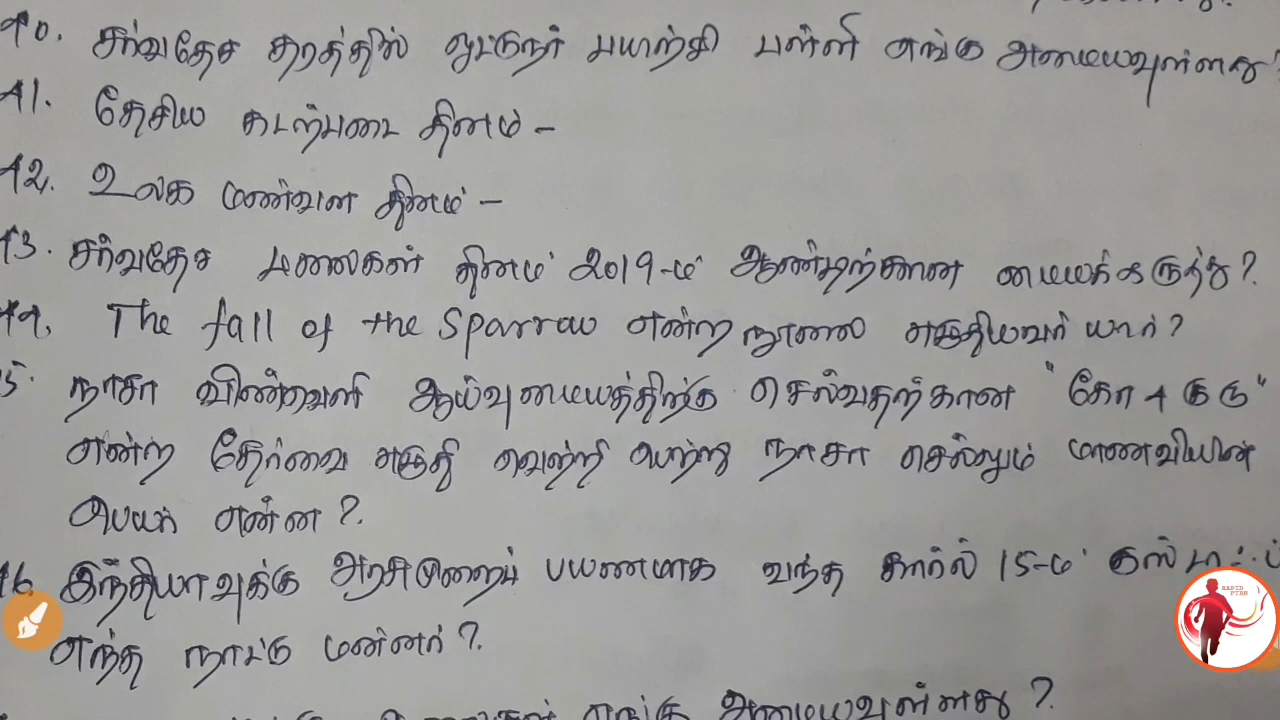 40. சர்வதேச தரத்தில் ஓட்டுநர் பயிற்சி பள்ளி எங்கு அமையவுள்ளது?
41. தேசிய கடற்படை தினம் -
42. உலக மண்வள தினம் -
43. சர்வதேச மலைகள் தினம் 2019-ம் ஆண்டிற்கான மையக்கருத்து?
44. The fall of the Sparrow என்ற நூலை எழுதியவர் யார்?
நாசா விண்வெளி ஆய்வு மையத்திற்கு செல்வதற்கான "கோ 4 குரு"
என்ற தேர்வை எழுதி வெற்றி பெற்று நாசா செல்லும் மாணவியின்
பெயர் என்ன?
46 இந்தியாவுக்கு அரசுமுறைப் பயணமாக வந்த கார்ல் 15-ம் குஸ்டாப்
எந்த நாட்டு மன்னர்?
எங்கு அமையவுள்ளது?
RAPID